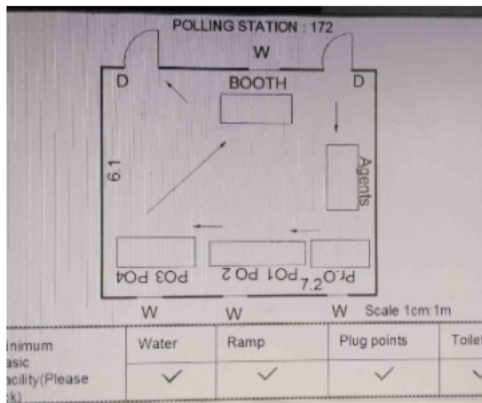 POLLING STATION : 172
W
D
D
BOOTH
6.1
Agents
PO4 PO3
PO 2 PO1
Pr.O
7.2
W
W
W
Scale 1cm:1m
inimum
asic
acility(Please
k)
Water
Ramp
Plug points
Toilet
✓
✓
✓
✓